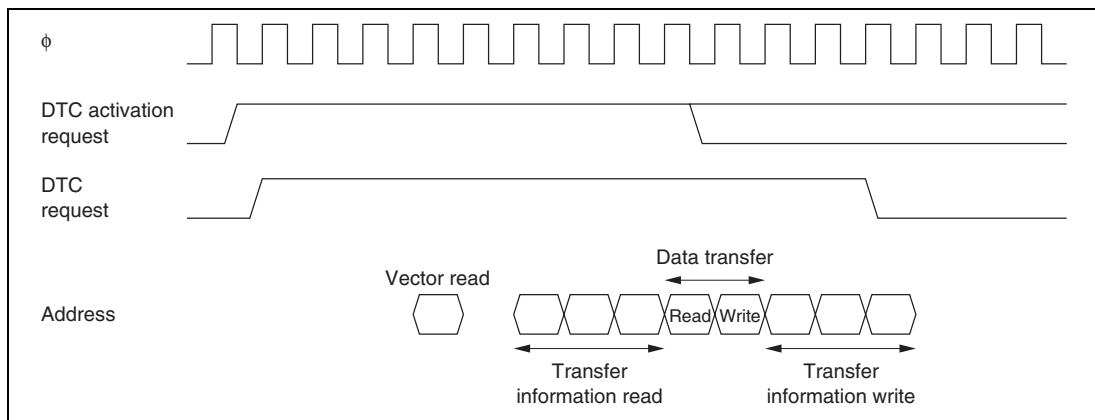 ϕ
DTC activation
request
DTC
request
Data transfer
Vector read
Address
Read Write
Transfer
information read
Transfer
information write